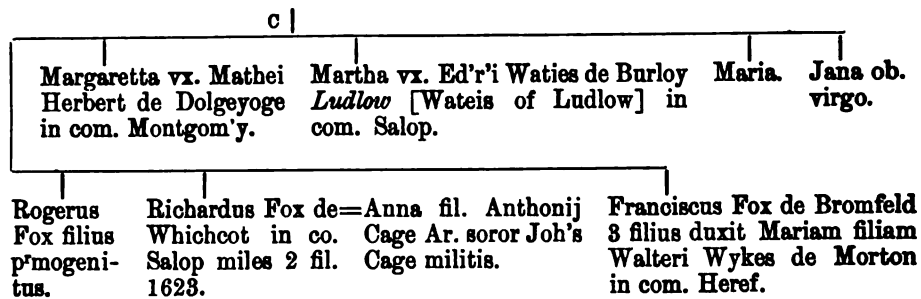 C
Margaretta vx. Mathei
Herbert de Dolgeyoge
in com. Montgom'y.
Martha vx. Ed'r'i Waties de Burloy
Ludlow [Wateis of Ludlow] in
com. Salop.
Maria.
Jana ob.
virgo.
Rogerus
Fox filius
pʳmogeni-
tus.
Richardus Fox de=
Whichcot in co.
Salop miles 2 fil.
1623.
Anna fil. Anthonij
Cage Ar. soror Joh's
Cage militis.
Franciscus Fox de Bromfeld
3 filius duxit Mariam filiam
Walteri Wykes de Morton
in com. Heref.